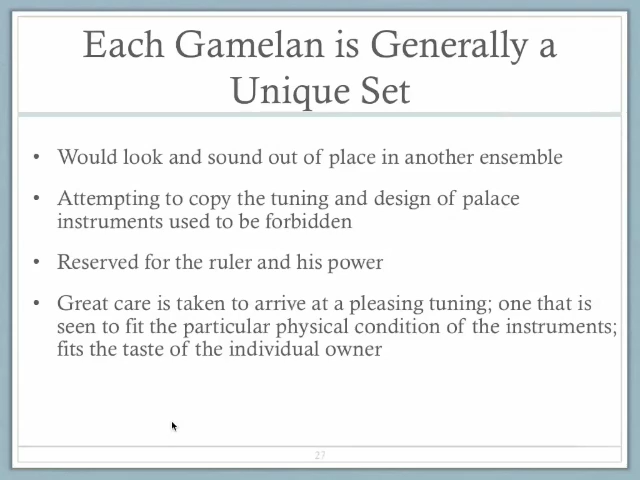 Each Gamelan is Generally a
Unique Set
• Would look and sound out of place in another ensemble
• Attempting to copy the tuning and design of palace
instruments used to be forbidden
• Reserved for the ruler and his power
• Great care is taken to arrive at a pleasing tuning; one that is
seen to fit the particular physical condition of the instruments;
fits the taste of the individual owner
27